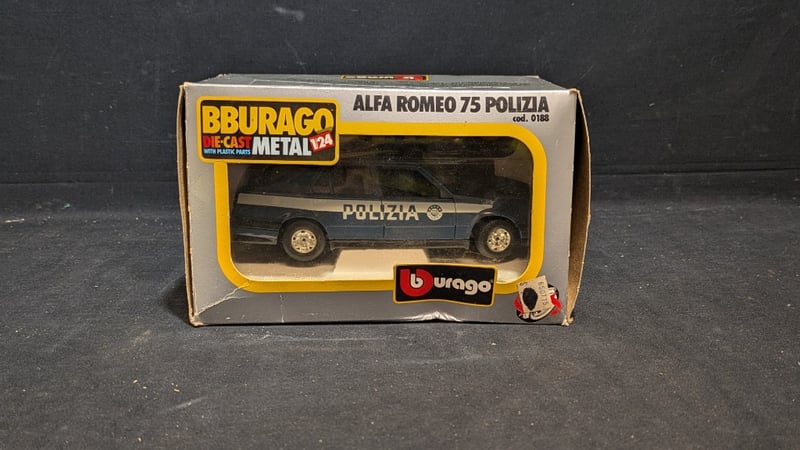 ALFA ROMEO 75 POLIZIA
cod. 0188
BBURAGO
DIE-CAST METAL 1:24
WITH PLASTIC PARTS
POLIZIA
burago